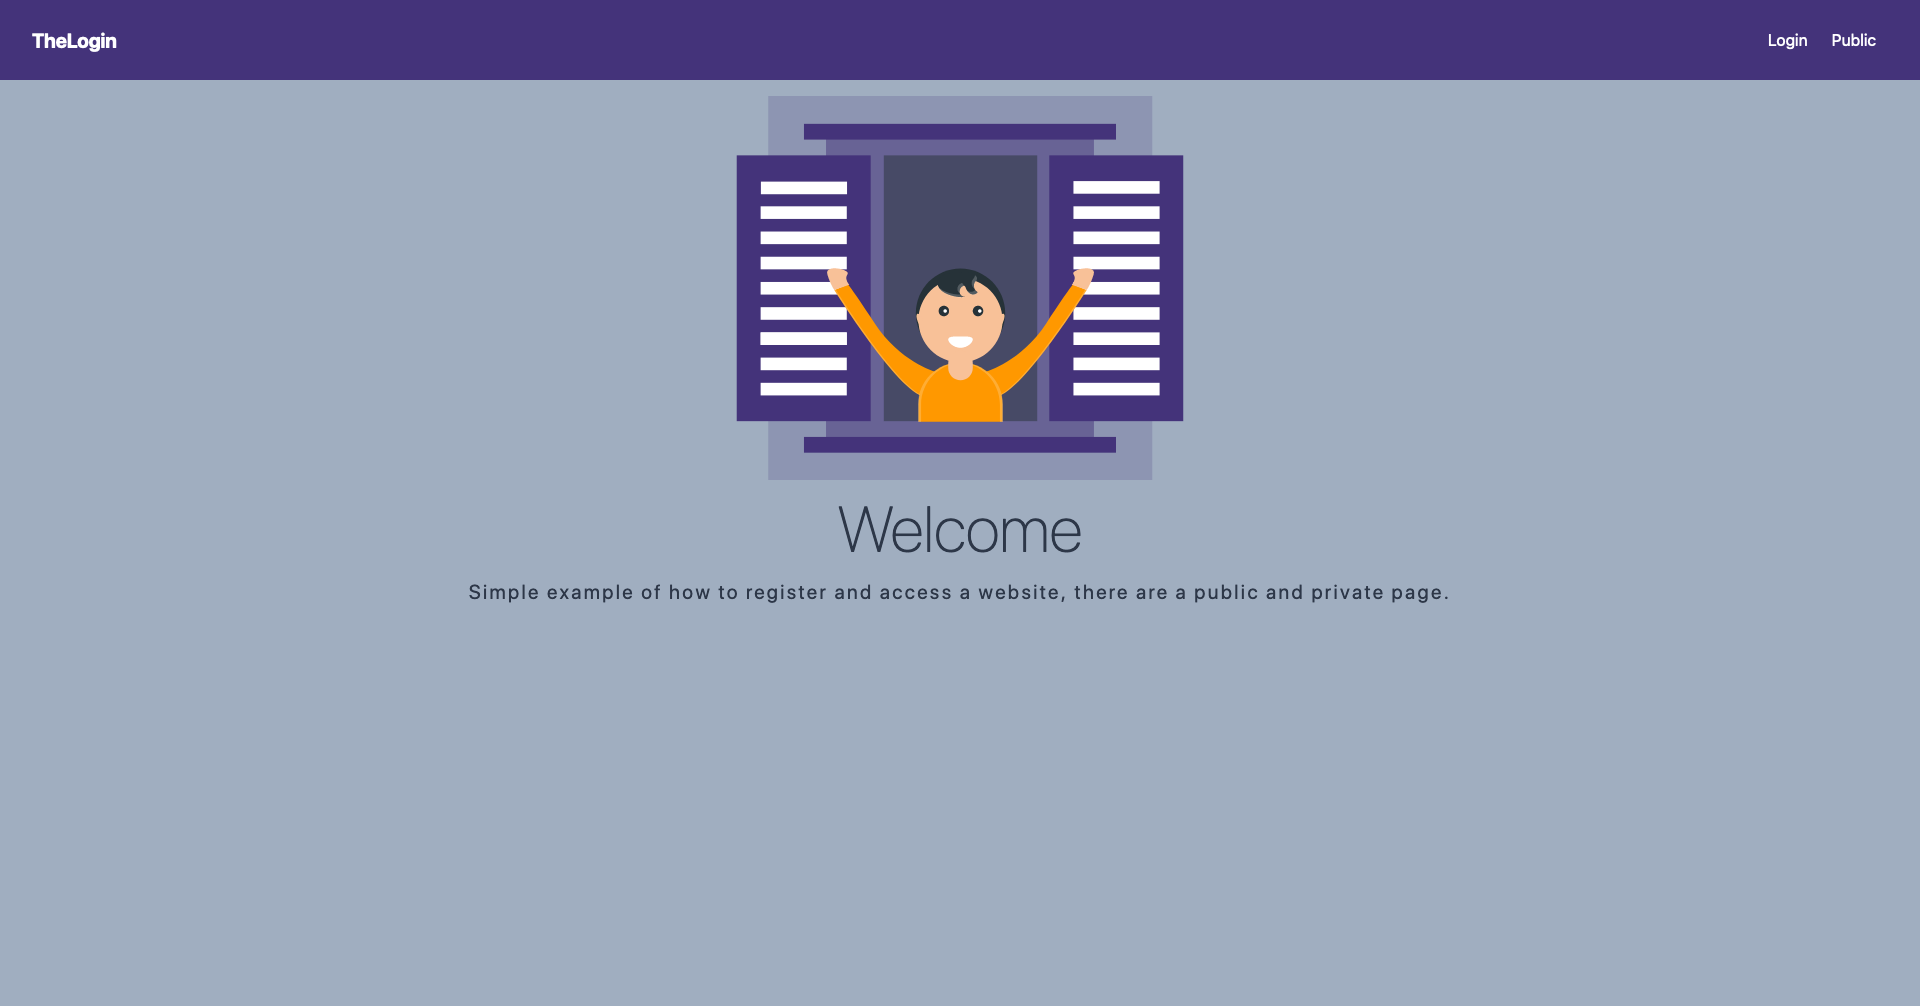 TheLogin
Login
Public
Welcome
Simple example of how to register and access a website, there are a public and private page.